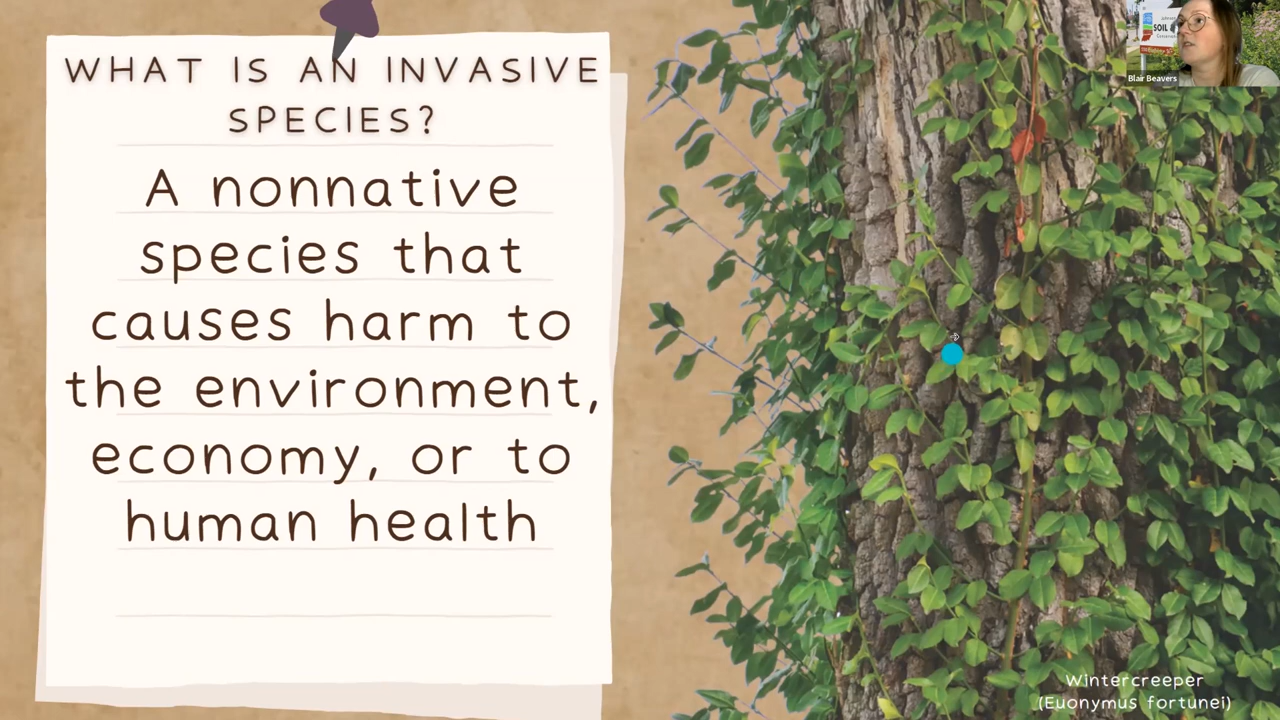 WHAT IS AN INVASIVE
SPECIES?
A nonnative
species that
causes harm to
the environment,
economy, or to
human health
Wintercreeper
(Euonymus fortunei)
SOIL
Blair Beavers